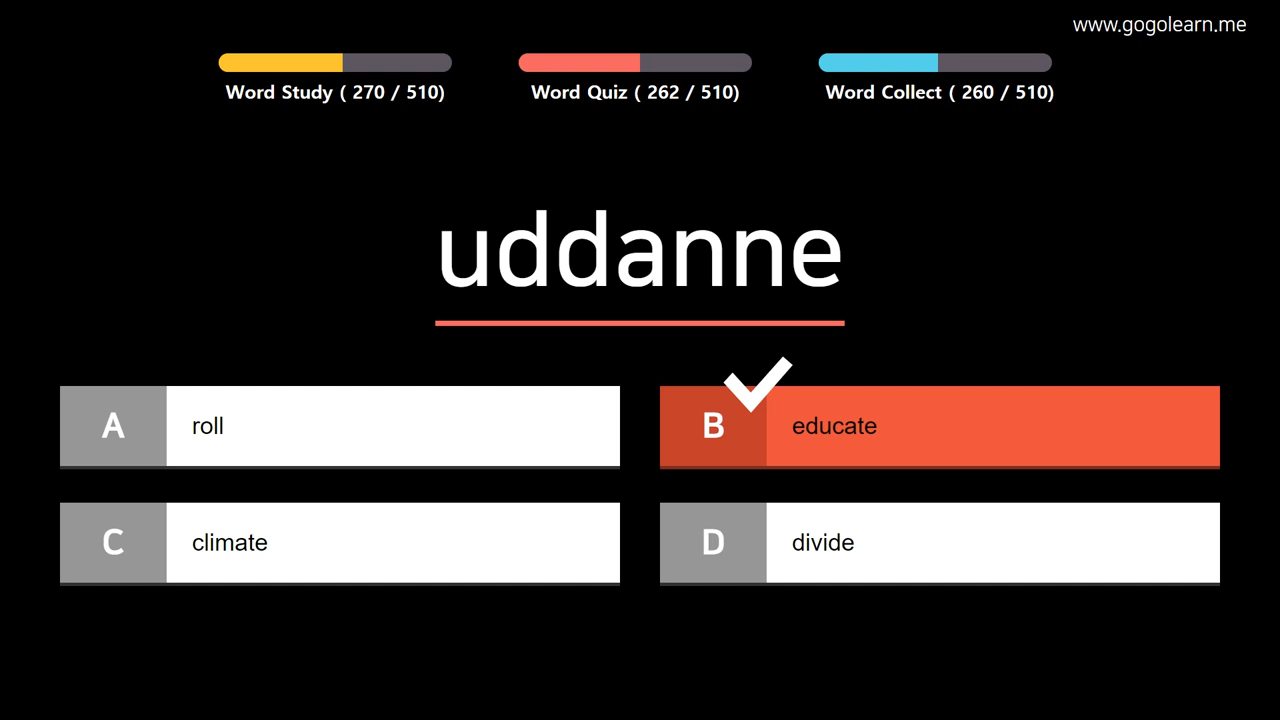 www.gogolearn.me
Word Study ( 270 / 510)
Word Quiz ( 262 / 510)
Word Collect ( 260 / 510)
uddanne
A roll
B educate
C climate
D divide